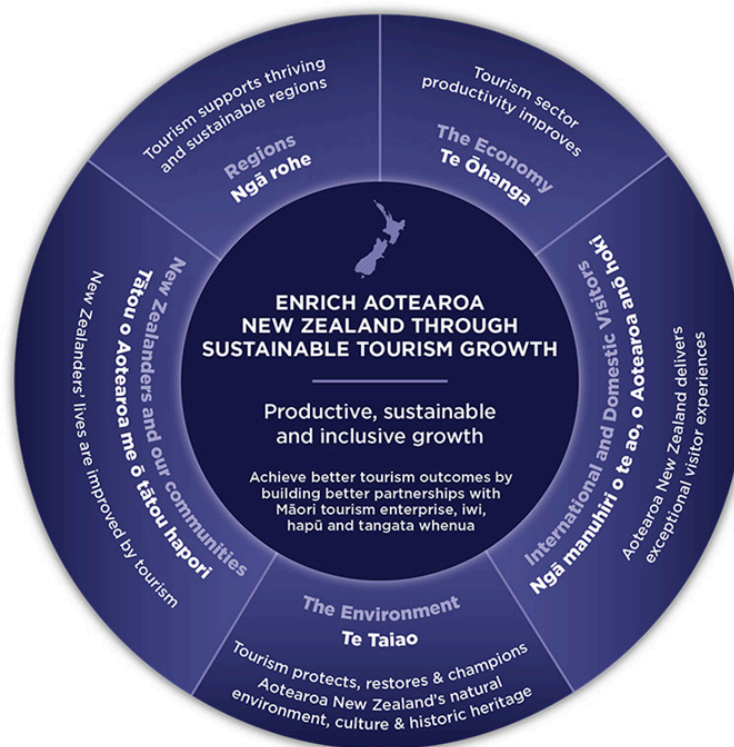 ENRICH AOTEAROA
NEW ZEALAND THROUGH
SUSTAINABLE TOURISM GROWTH
Productive, sustainable
and inclusive growth
Achieve better tourism outcomes by
building better partnerships with
Māori tourism enterprise, iwi,
hapū and tangata whenua
Tourism sector
productivity improves
The Economy
Te Ōhanga
International and Domestic Visitors
Ngā manuhiri o te ao, o Aotearoa anō hoki
Aotearoa New Zealand delivers
exceptional visitor experiences
The Environment
Te Taiao
Tourism protects, restores & champions
Aotearoa New Zealand's natural
environment, culture & historic heritage
New Zealanders and our communities
Tātou o Aotearoa me ō tātou hapori
New Zealanders' lives are improved by tourism
Tourism supports thriving
and sustainable regions
Regions
Ngā rohe